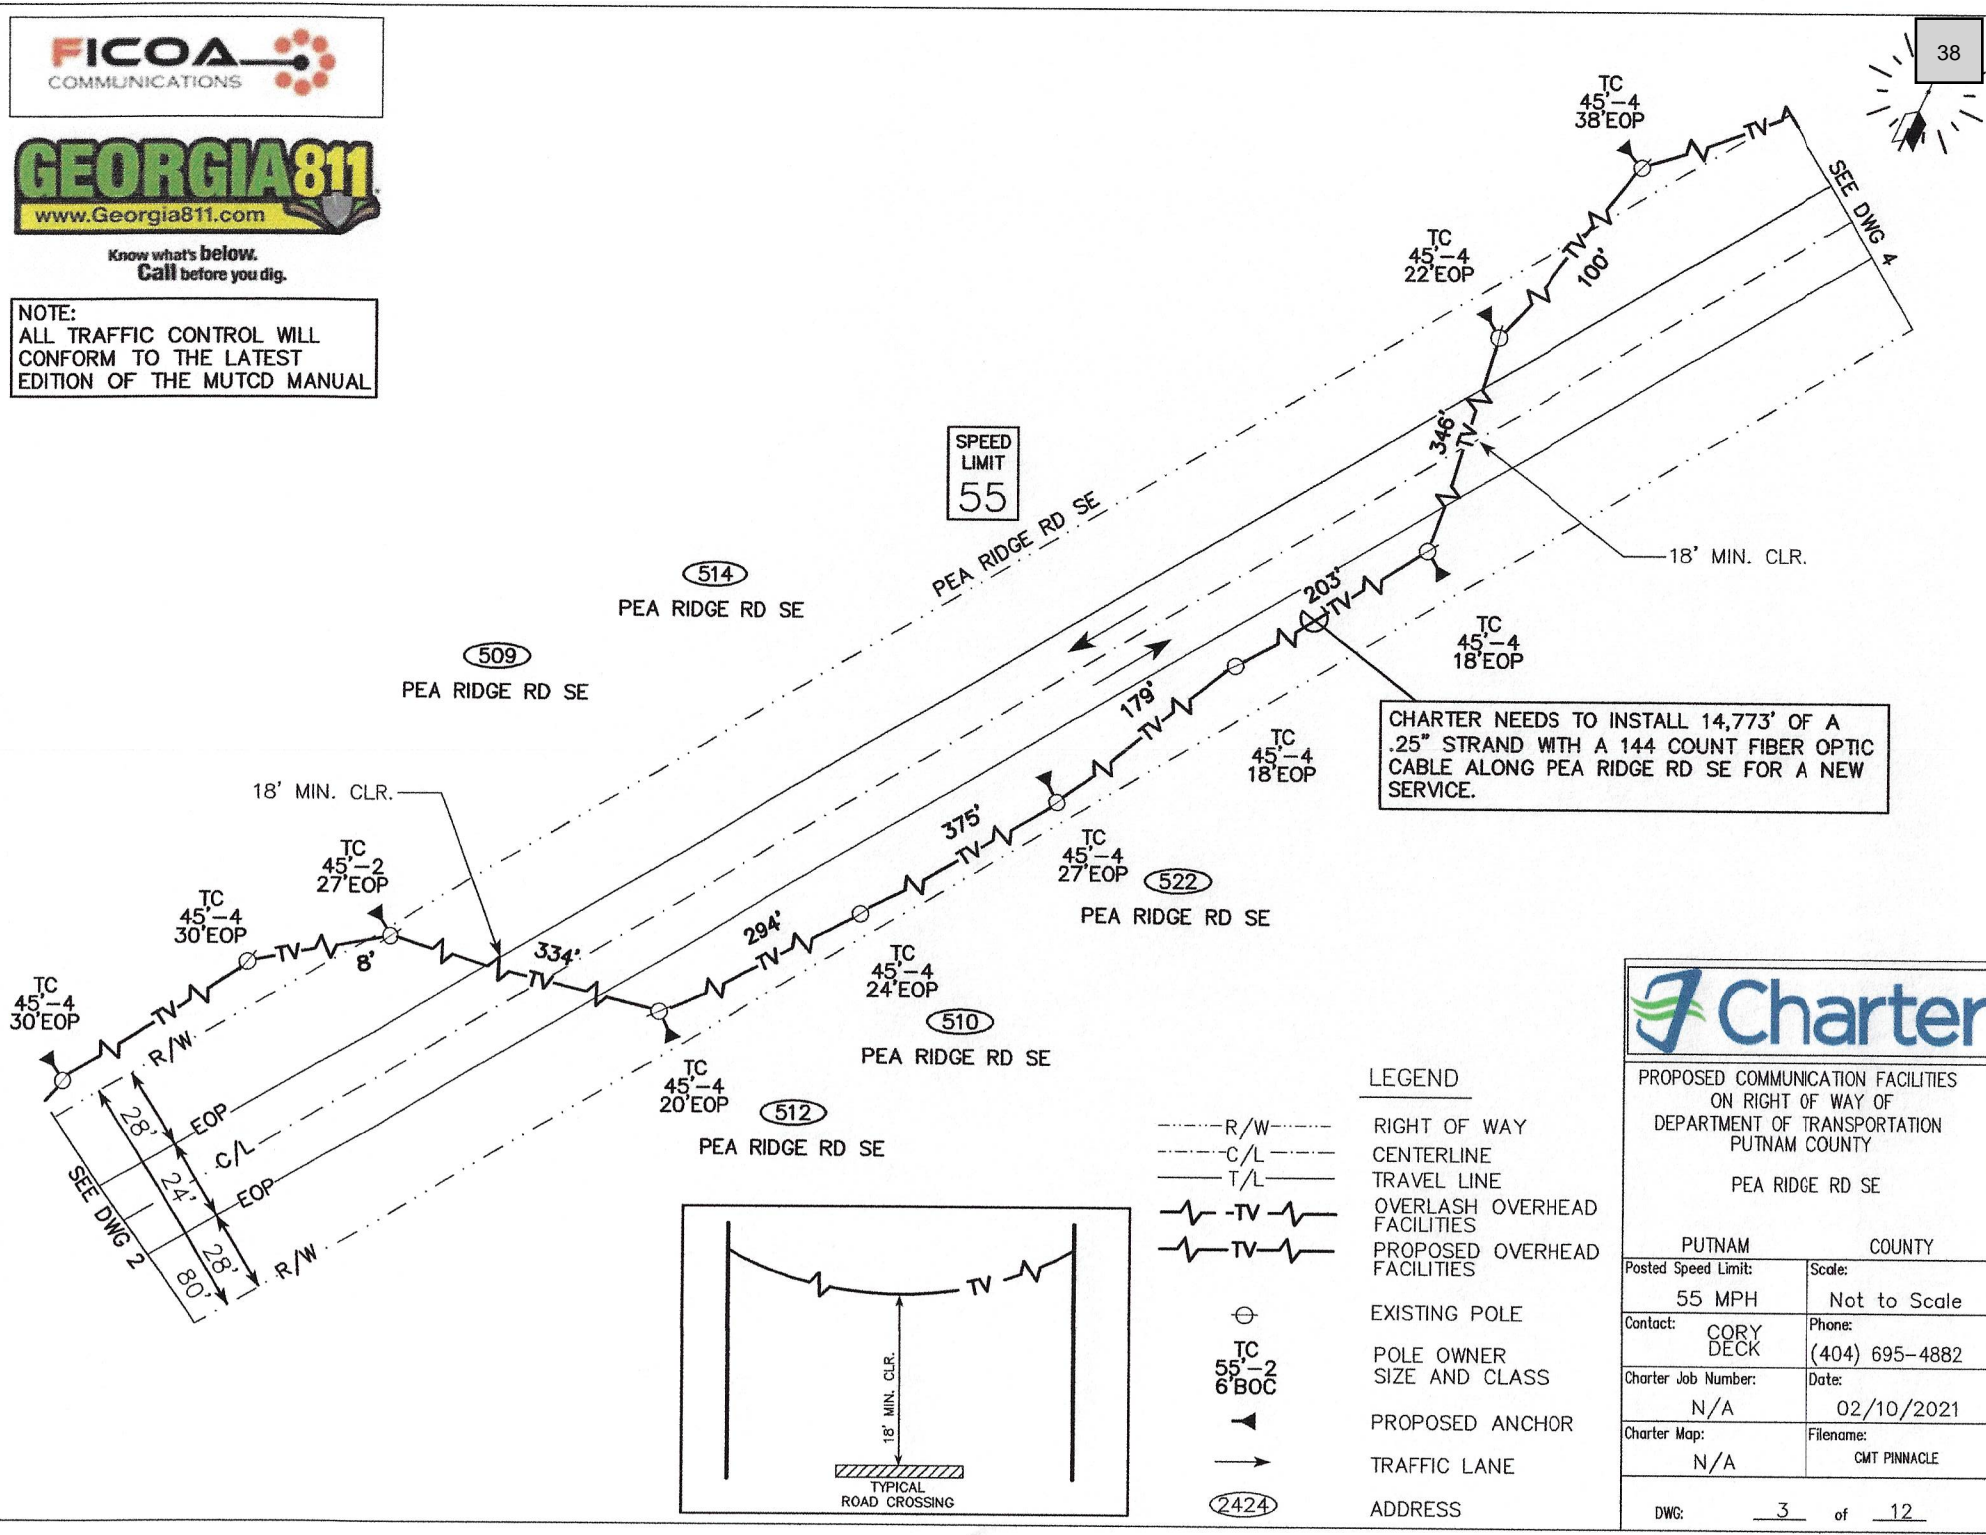 FICOA
COMMUNICATIONS
GEORGIA811
www.Georgia811.com
Know what's below.
Call before you dig.
NOTE:
ALL TRAFFIC CONTROL WILL
CONFORM TO THE LATEST
EDITION OF THE MUTCD MANUAL
38
TC
45'-4
38'EOP
TV
SEE DWG 4
TC
45'-4
22'EOP
TV
100'
346'
TV
18' MIN. CLR.
SPEED
LIMIT
55
PEA RIDGE RD SE
514
PEA RIDGE RD SE
509
PEA RIDGE RD SE
203'
TV
TC
45'-4
18'EOP
179'
TV
TC
45'-4
18'EOP
CHARTER NEEDS TO INSTALL 14,773' OF A
.25" STRAND WITH A 144 COUNT FIBER OPTIC
CABLE ALONG PEA RIDGE RD SE FOR A NEW
SERVICE.
18' MIN. CLR.
375'
TV
TC
45'-4
27'EOP
522
PEA RIDGE RD SE
TC
45'-2
27'EOP
TC
45'-4
30'EOP
TV
8'
334'
TV
294'
TV
TC
45'-4
24'EOP
510
PEA RIDGE RD SE
TC
45'-4
30'EOP
TV
R/W
TC
45'-4
20'EOP
512
PEA RIDGE RD SE
28'
EOP
C/L
24'
EOP
28'
80'
R/W
SEE DWG 2
TV
18' MIN. CLR.
TYPICAL
ROAD CROSSING
LEGEND
R/W RIGHT OF WAY
C/L CENTERLINE
T/L TRAVEL LINE
-TV OVERLASH OVERHEAD
FACILITIES
TV PROPOSED OVERHEAD
FACILITIES
EXISTING POLE
TC
55'-2
6'BOC
POLE OWNER
SIZE AND CLASS
PROPOSED ANCHOR
TRAFFIC LANE
2424 ADDRESS
Charter
PROPOSED COMMUNICATION FACILITIES
ON RIGHT OF WAY OF
DEPARTMENT OF TRANSPORTATION
PUTNAM COUNTY
PEA RIDGE RD SE
PUTNAM COUNTY
Posted Speed Limit: Scale:
55 MPH Not to Scale
Contact: CORY
DECK
Phone:
(404) 695-4882
Charter Job Number: Date:
N/A 02/10/2021
Charter Map: Filename:
N/A CMT PINNACLE
DWG: 3 of 12